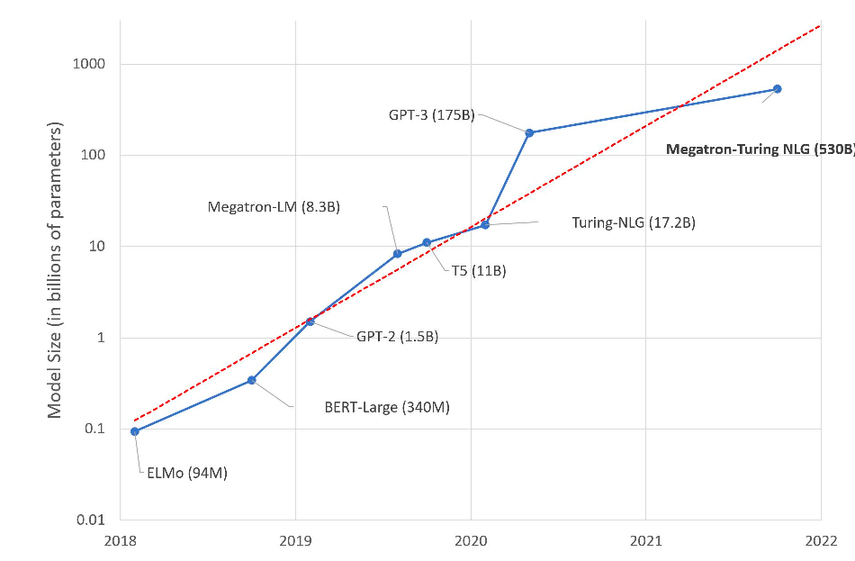 1000
GPT-3 (175B)
100
Megatron-Turing NLG (530B)
Megatron-LM (8.3B)
Turing-NLG (17.2B)
10
T5 (11B)
1
GPT-2 (1.5B)
BERT-Large (340M)
0.1
ELMo (94M)
0.01
2018 2019 2020 2021 2022
Model Size (in billions of parameters)